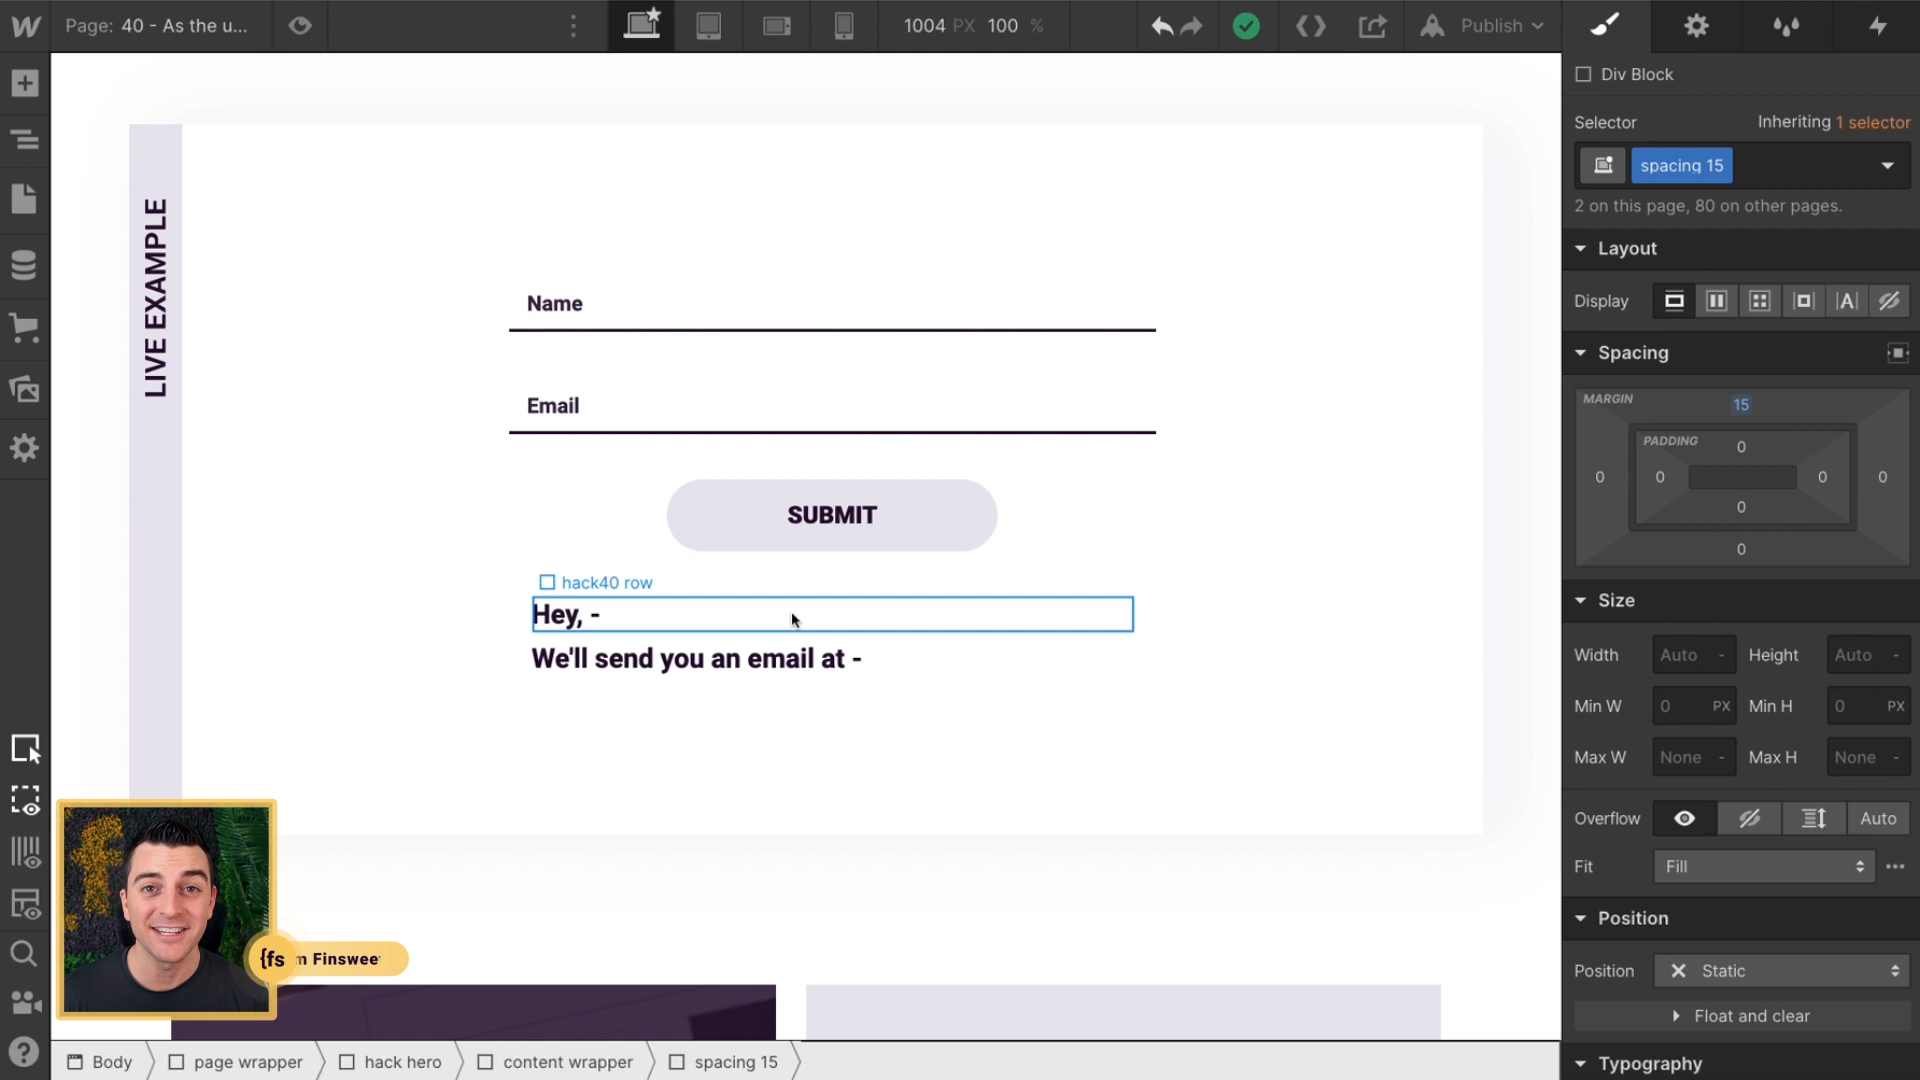 Page: 40 - As the u...
1004 PX 100 %
Publish
Div Block
Selector
Inheriting 1 selector
spacing 15
2 on this page, 80 on other pages.
Layout
Display
Spacing
MARGIN
15
PADDING
0
0
0
0
0
0
0
Size
Width
Auto -
Height
Auto -
Min W
0 PX
Min H
0 PX
Max W
None -
Max H
None -
Overflow
Auto
Fit
Fill
Position
Position
Static
Float and clear
Typography
LIVE EXAMPLE
Name
Email
SUBMIT
hack40 row
Hey, -
We'll send you an email at -
{fs
m Finswee
Body
page wrapper
hack hero
content wrapper
spacing 15